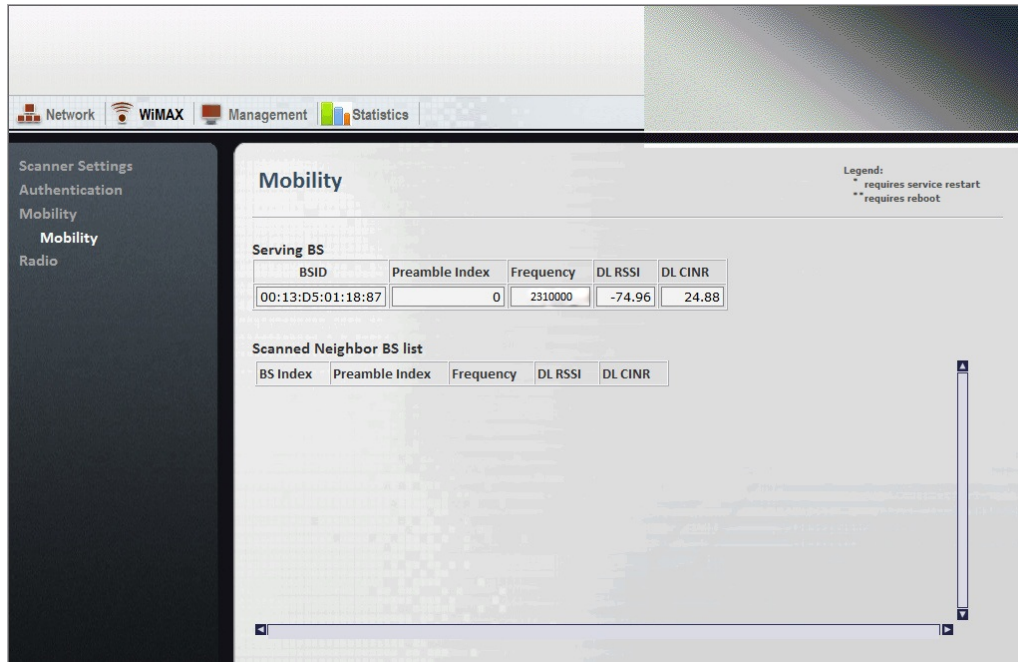 Network WiMAX Management Statistics
Scanner Settings
Authentication
Mobility
Mobility
Radio
Mobility
Legend:
* requires service restart
** requires reboot
Serving BS
BSID Preamble Index Frequency DL RSSI DL CINR
00:13:D5:01:18:87 0 2310000 -74.96 24.88
Scanned Neighbor BS list
BS Index Preamble Index Frequency DL RSSI DL CINR